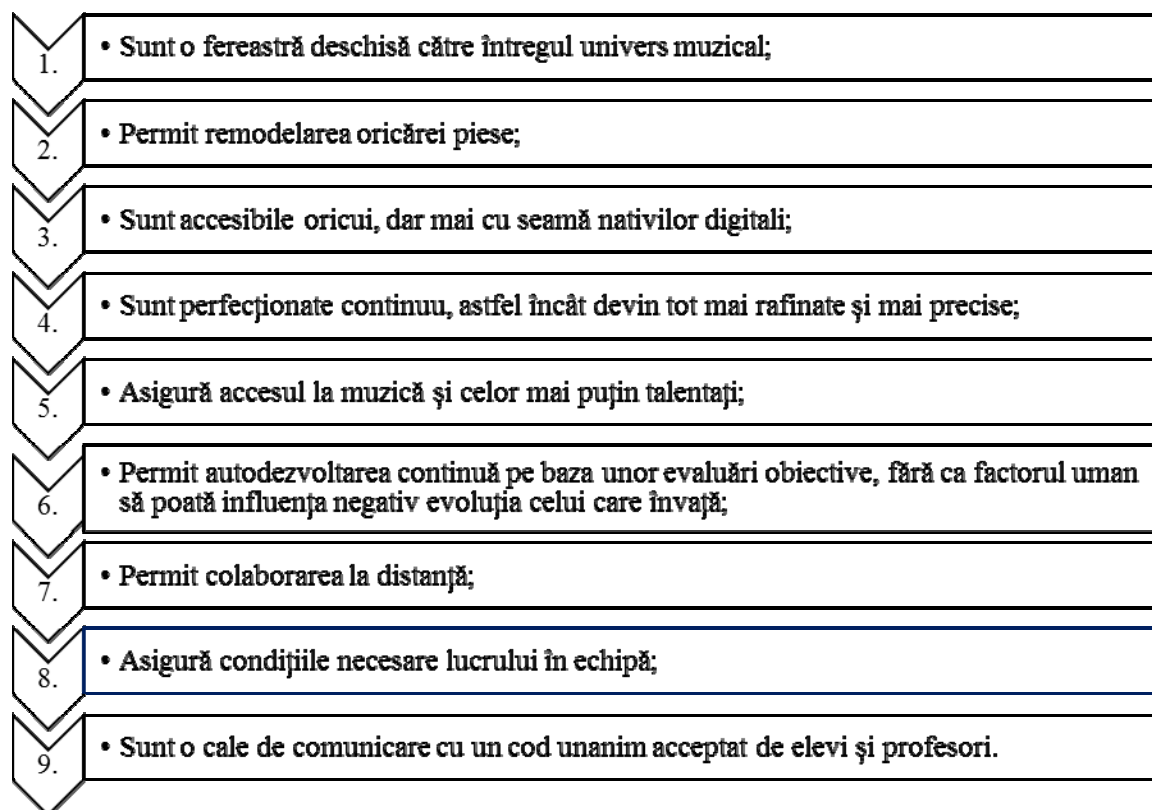 1. • Sunt o fereastră deschisă către întregul univers muzical;
2. • Permit remodelarea oricărei piese;
3. • Sunt accesibile oricui, dar mai cu seamă nativilor digitali;
4. • Sunt perfecţionate continuu, astfel încât devin tot mai rafinate şi mai precise;
5. • Asigură accesul la muzică şi celor mai puţin talentaţi;
6. • Permit autodezvoltarea continuă pe baza unor evaluări obiective, fără ca factorul uman
să poată influenţa negativ evoluţia celui care învaţă;
7. • Permit colaborarea la distanţă;
8. • Asigură condiţiile necesare lucrului în echipă;
9. • Sunt o cale de comunicare cu un cod unanim acceptat de elevi şi profesori.